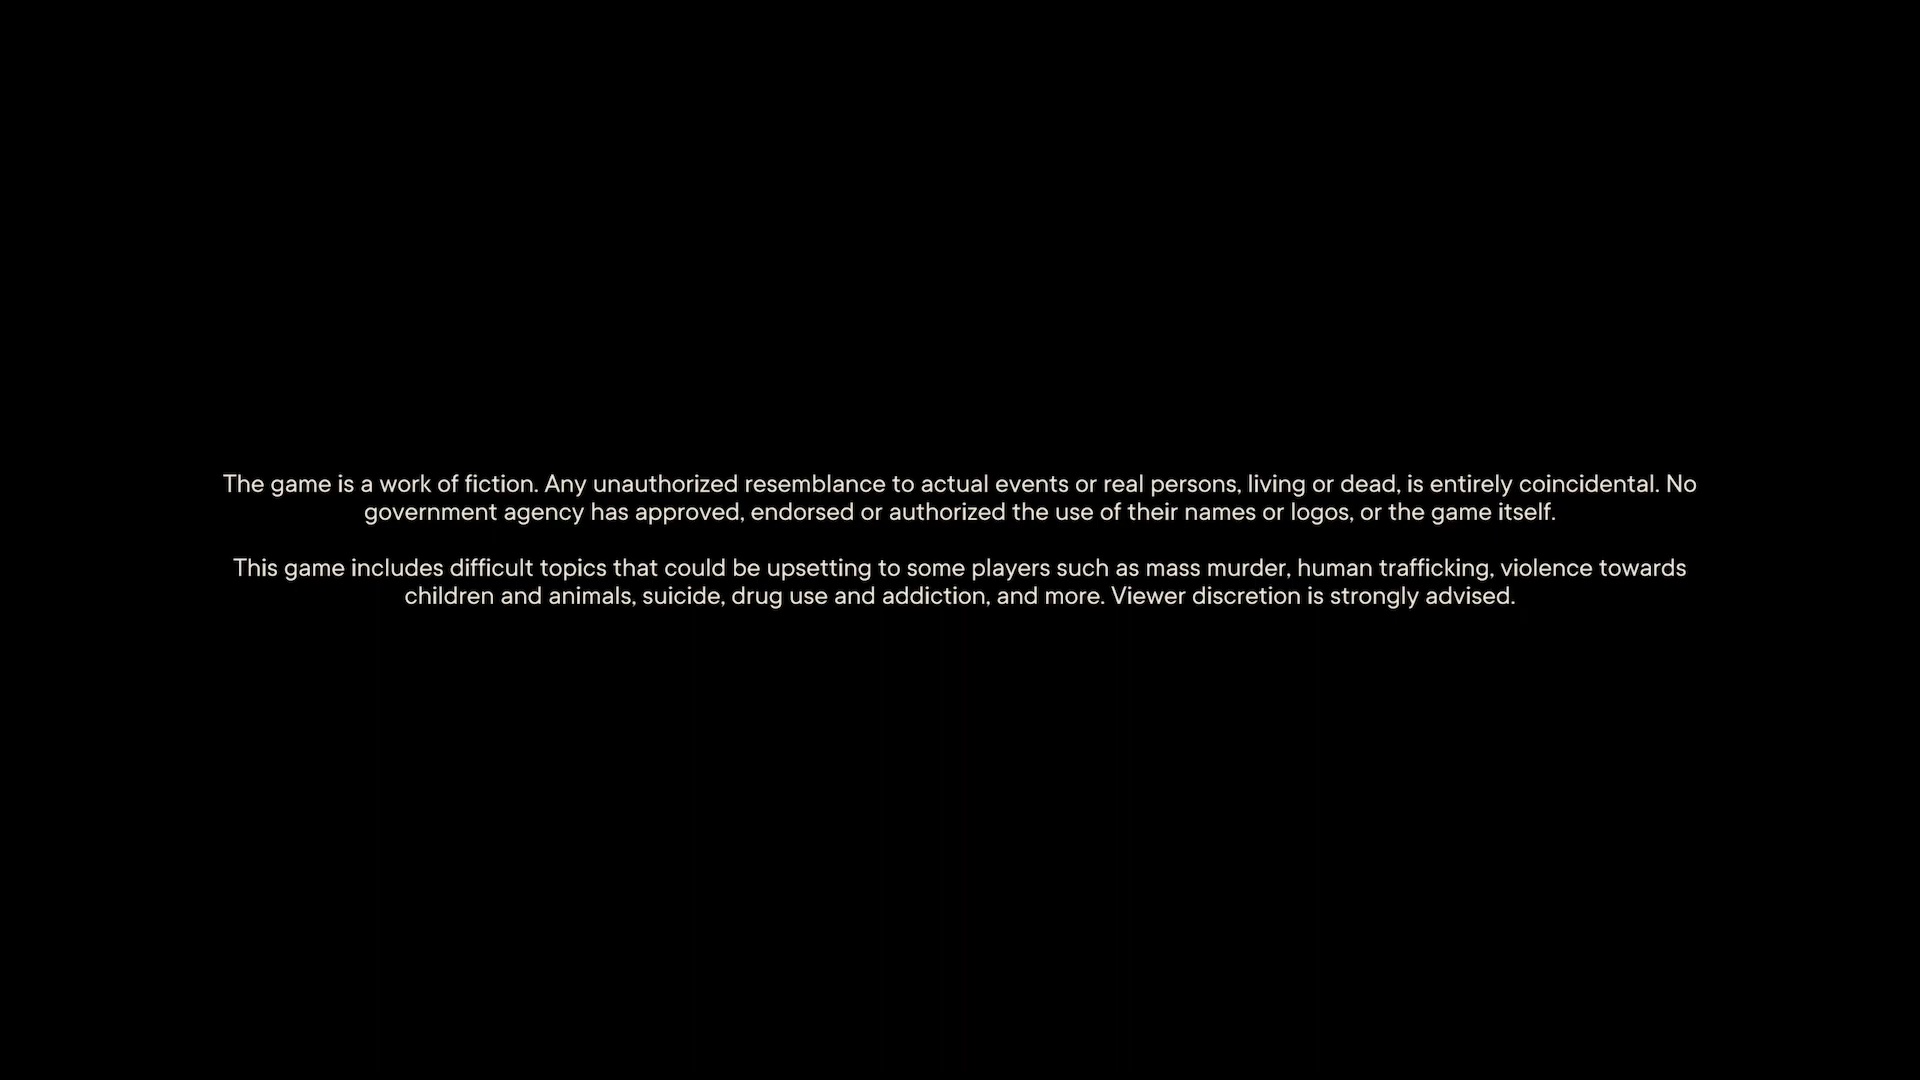 The game is a work of fiction. Any unauthorized resemblance to actual events or real persons, living or dead, is entirely coincidental. No
government agency has approved, endorsed or authorized the use of their names or logos, or the game itself.
This game includes difficult topics that could be upsetting to some players such as mass murder, human trafficking, violence towards
children and animals, suicide, drug use and addiction, and more. Viewer discretion is strongly advised.